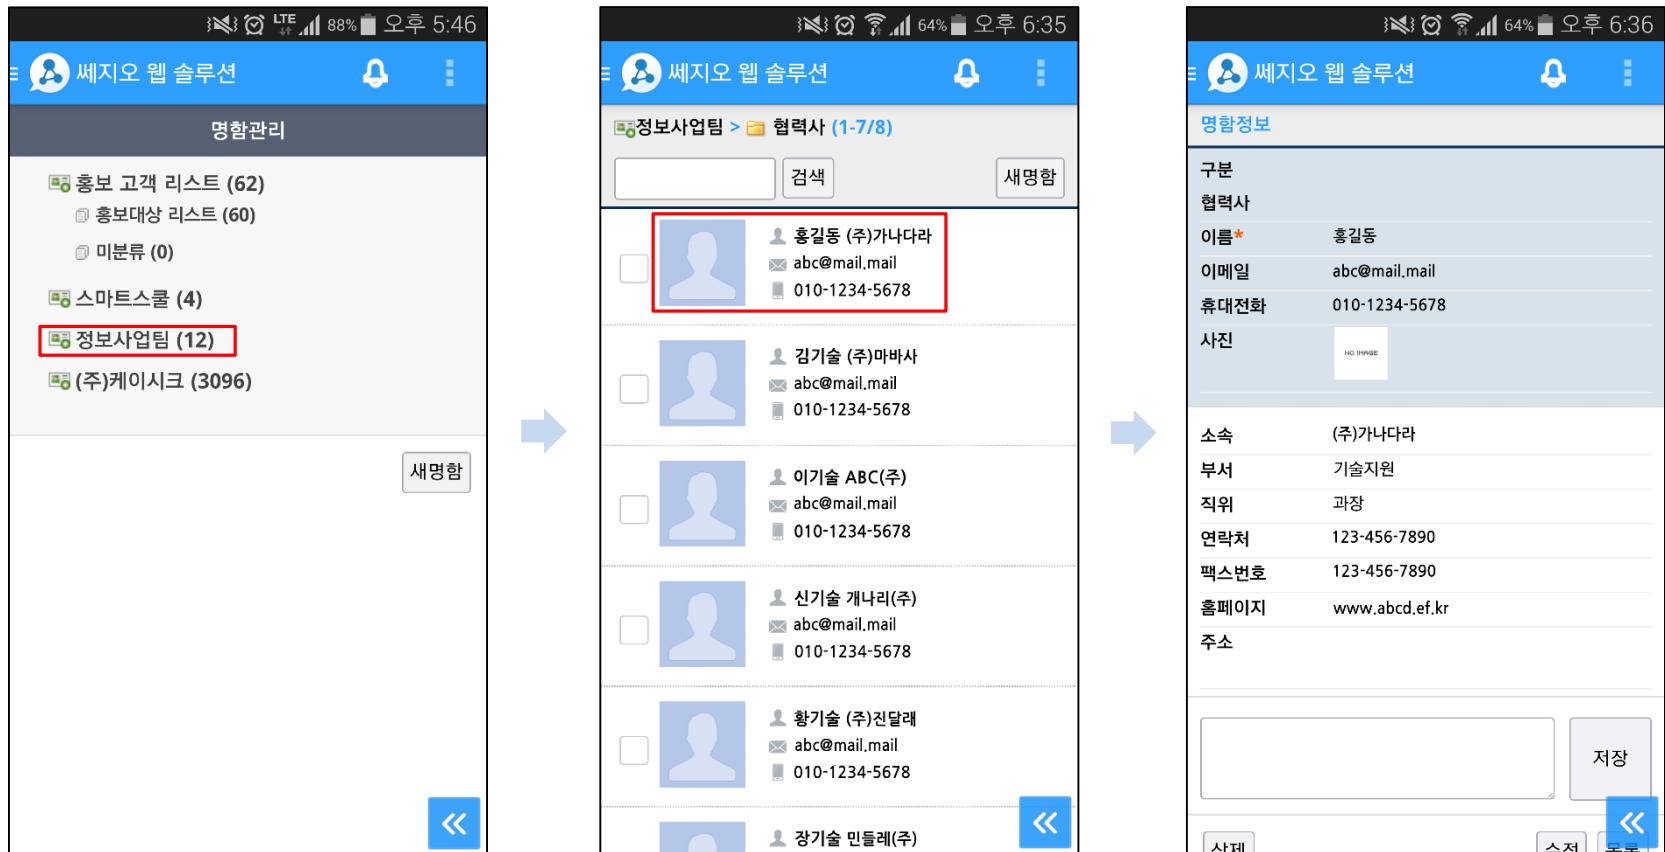 LTE 88% 오후 5:46
쎄지오 웹 솔루션
명함관리
홍보 고객 리스트 (62)
홍보대상 리스트 (60)
미분류 (0)
스마트스쿨 (4)
정보사업팀 (12)
(주)케이시크 (3096)
새명함
64% 오후 6:35
쎄지오 웹 솔루션
정보사업팀 > 협력사 (1-7/8)
검색 새명함
홍길동 (주)가나다라
abc@mail.mail
010-1234-5678
김기술 (주)마바사
abc@mail.mail
010-1234-5678
이기술 ABC(주)
abc@mail.mail
010-1234-5678
신기술 개나리(주)
abc@mail.mail
010-1234-5678
황기술 (주)진달래
abc@mail.mail
010-1234-5678
장기술 민들레(주)
64% 오후 6:36
쎄지오 웹 솔루션
명함정보
구분
협력사
이름* 홍길동
이메일 abc@mail.mail
휴대전화 010-1234-5678
사진 NO IMAGE
소속 (주)가나다라
부서 기술지원
직위 과장
연락처 123-456-7890
팩스번호 123-456-7890
홈페이지 www.abcd.ef.kr
주소
저장
삭제 수정 목록